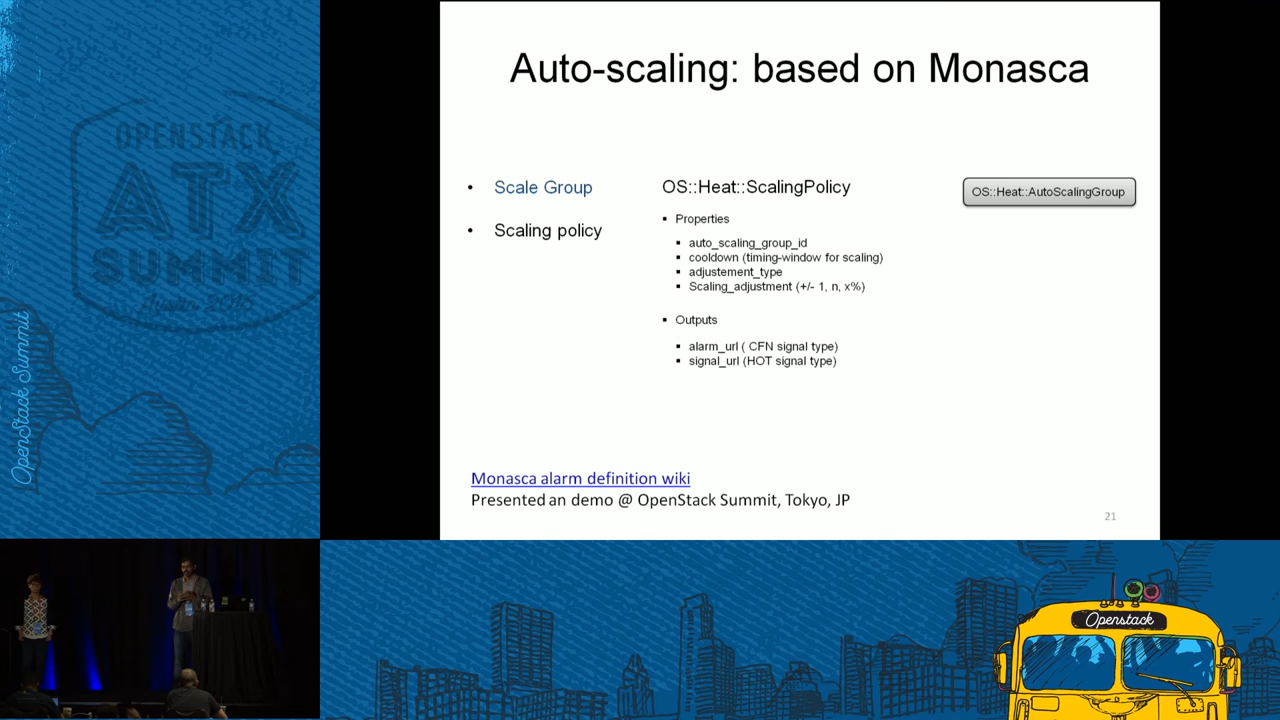 Auto-scaling: based on Monasca
• Scale Group
• Scaling policy
OS::Heat::ScalingPolicy
▪ Properties
▪ auto_scaling_group_id
▪ cooldown (timing-window for scaling)
▪ adjustement_type
▪ Scaling_adjustment (+/- 1, n, x%)
▪ Outputs
▪ alarm_url ( CFN signal type)
▪ signal_url (HOT signal type)
OS::Heat::AutoScalingGroup
Monasca alarm definition wiki
Presented an demo @ OpenStack Summit, Tokyo, JP
21
OPENSTACK
ATX
SUMMIT
OpenStack Summit
Openstack